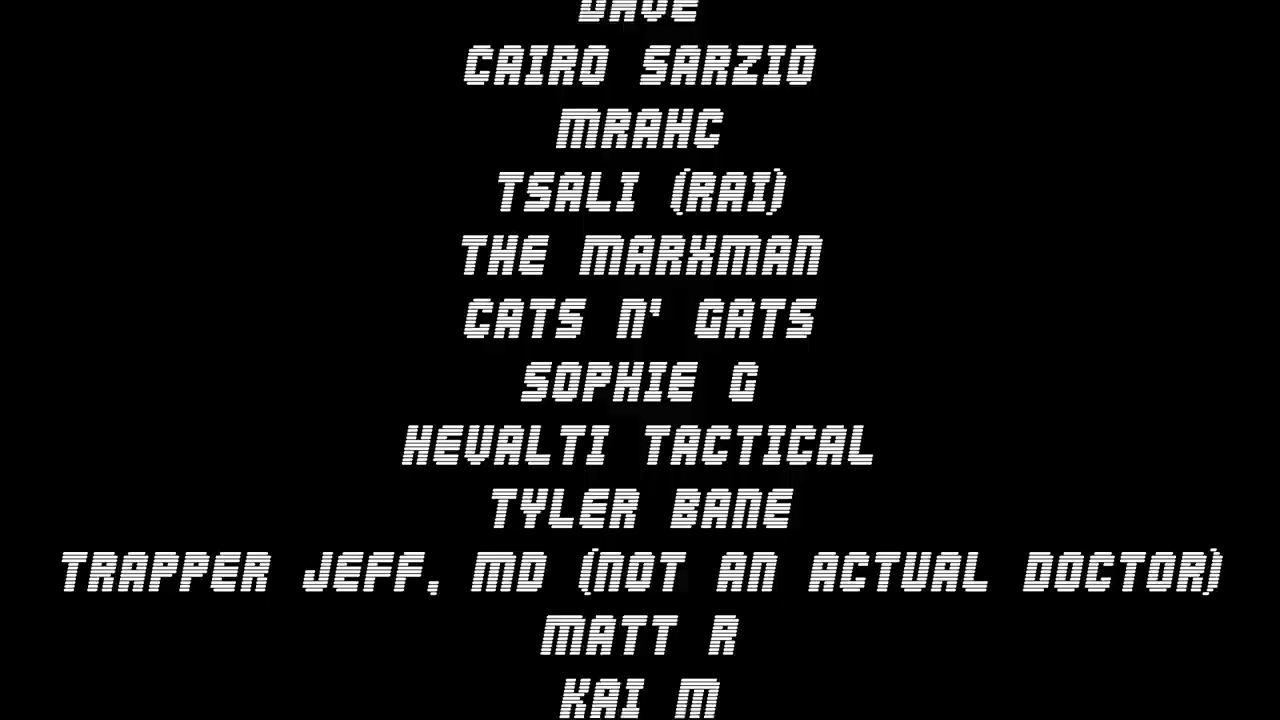 DAVE
CAIRO SARZIO
MRAHC
TSALI (RAI)
THE MARXMAN
CATS N' GATS
SOPHIE G
HEVALTI TACTICAL
TYLER BANE
TRAPPER JEFF, MD (NOT AN ACTUAL DOCTOR)
MATT R
KAI M